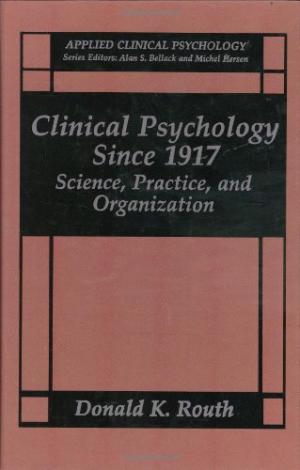 APPLIED CLINICAL PSYCHOLOGY
Series Editors: Alan S. Bellack and Michel Hersen
Clinical Psychology
Since 1917
Science, Practice, and
Organization
Donald K. Routh